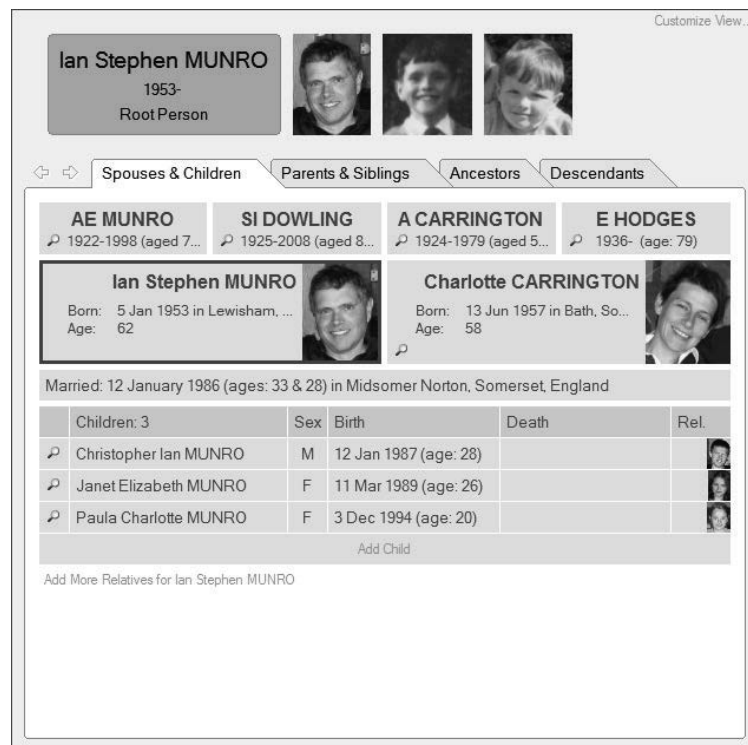 Customize View...
Ian Stephen MUNRO
1953-
Root Person
Spouses & Children Parents & Siblings Ancestors Descendants
AE MUNRO SI DOWLING A CARRINGTON E HODGES
1922-1998 (aged 7... 1925-2008 (aged 8... 1924-1979 (aged 5... 1936- (age: 79)
Ian Stephen MUNRO Charlotte CARRINGTON
Born: 5 Jan 1953 in Lewisham, ... Born: 13 Jun 1957 in Bath, So...
Age: 62 Age: 58
Married: 12 January 1986 (ages: 33 & 28) in Midsomer Norton, Somerset, England
Children: 3 Sex Birth Death Rel.
Christopher Ian MUNRO M 12 Jan 1987 (age: 28)
Janet Elizabeth MUNRO F 11 Mar 1989 (age: 26)
Paula Charlotte MUNRO F 3 Dec 1994 (age: 20)
Add Child
Add More Relatives for Ian Stephen MUNRO